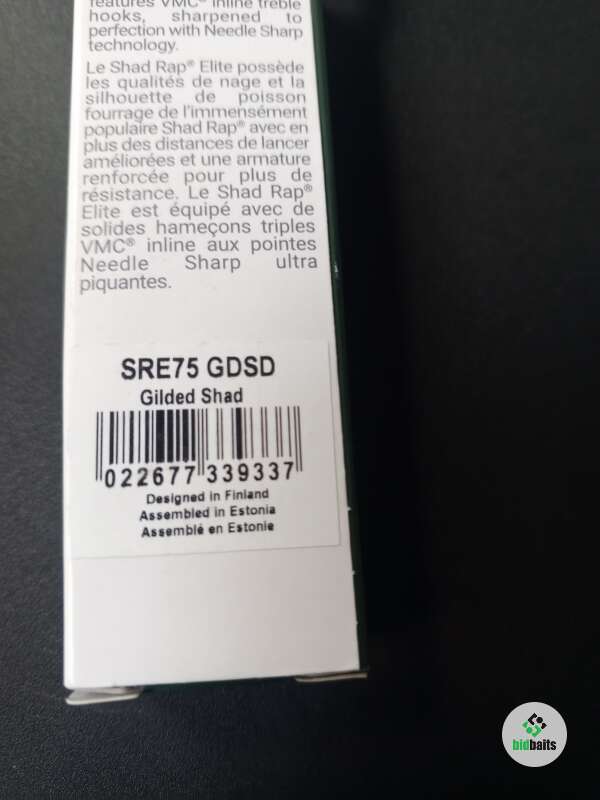 features VMC® inline treble
hooks, sharpened to
perfection with Needle Sharp
technology.
Le Shad Rap® Elite possède
les qualités de nage et la
silhouette de poisson
fourrage de l'immensément
populaire Shad Rap® avec en
plus des distances de lancer
améliorées et une armature
renforcée pour plus de
résistance. Le Shad Rap®
Elite est équipé avec de
solides hameçons triples
VMC® inline aux pointes
Needle Sharp ultra
piquantes.
SRE75 GDSD
Gilded Shad
022677 339337
Designed in Finland
Assembled in Estonia
Assemblé en Estonie
bidbaits